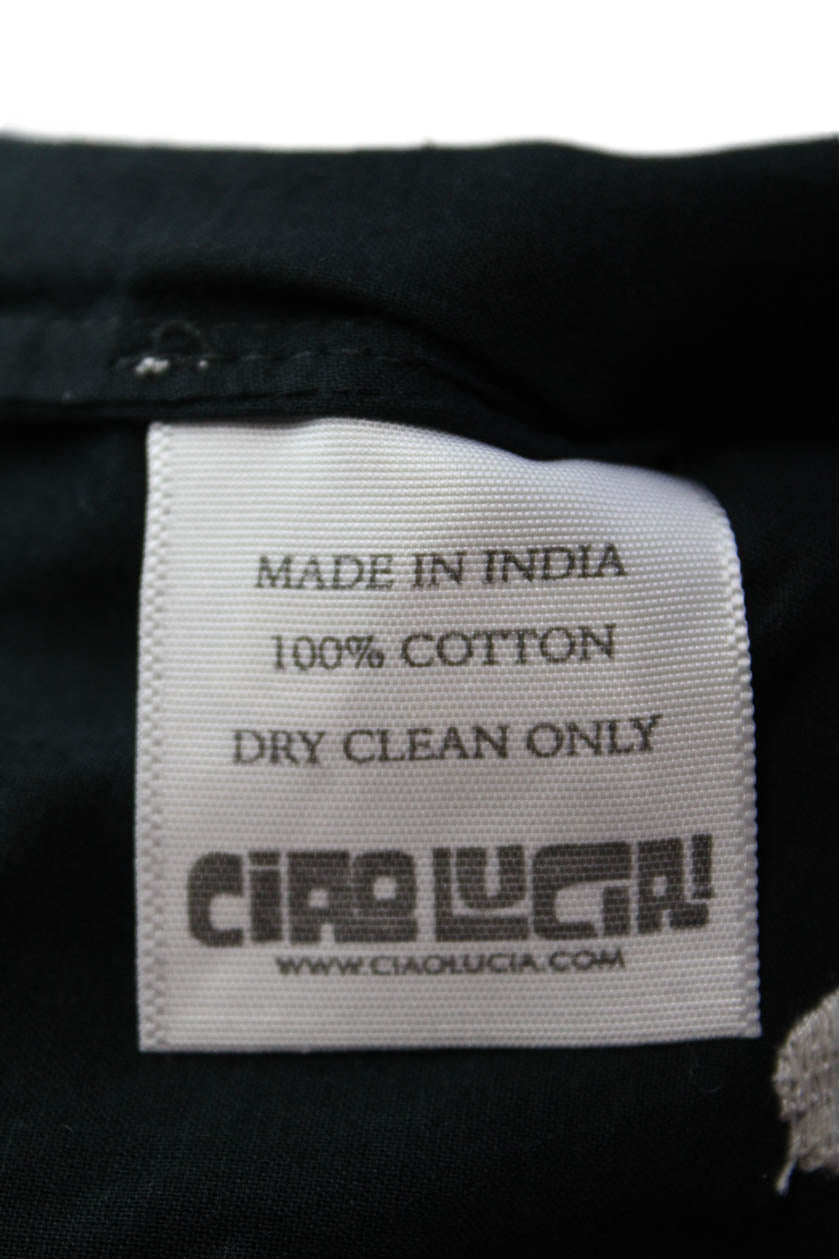 MADE IN INDIA
100% COTTON
DRY CLEAN ONLY
CIAO LUCIA!
WWW.CIAOLUCIA.COM